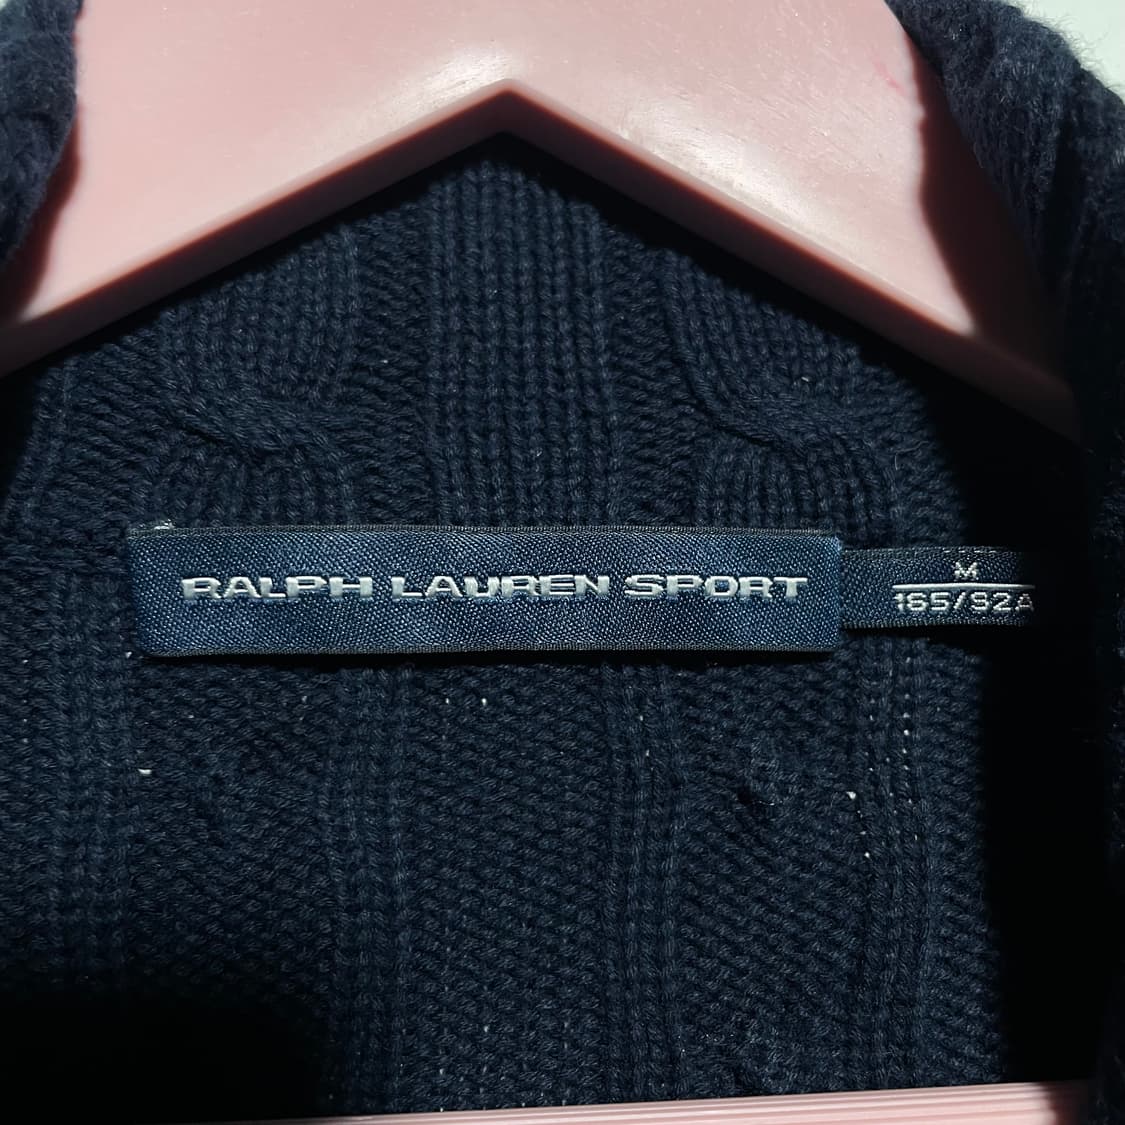 RALPH LAUREN SPORT
M
165/92A